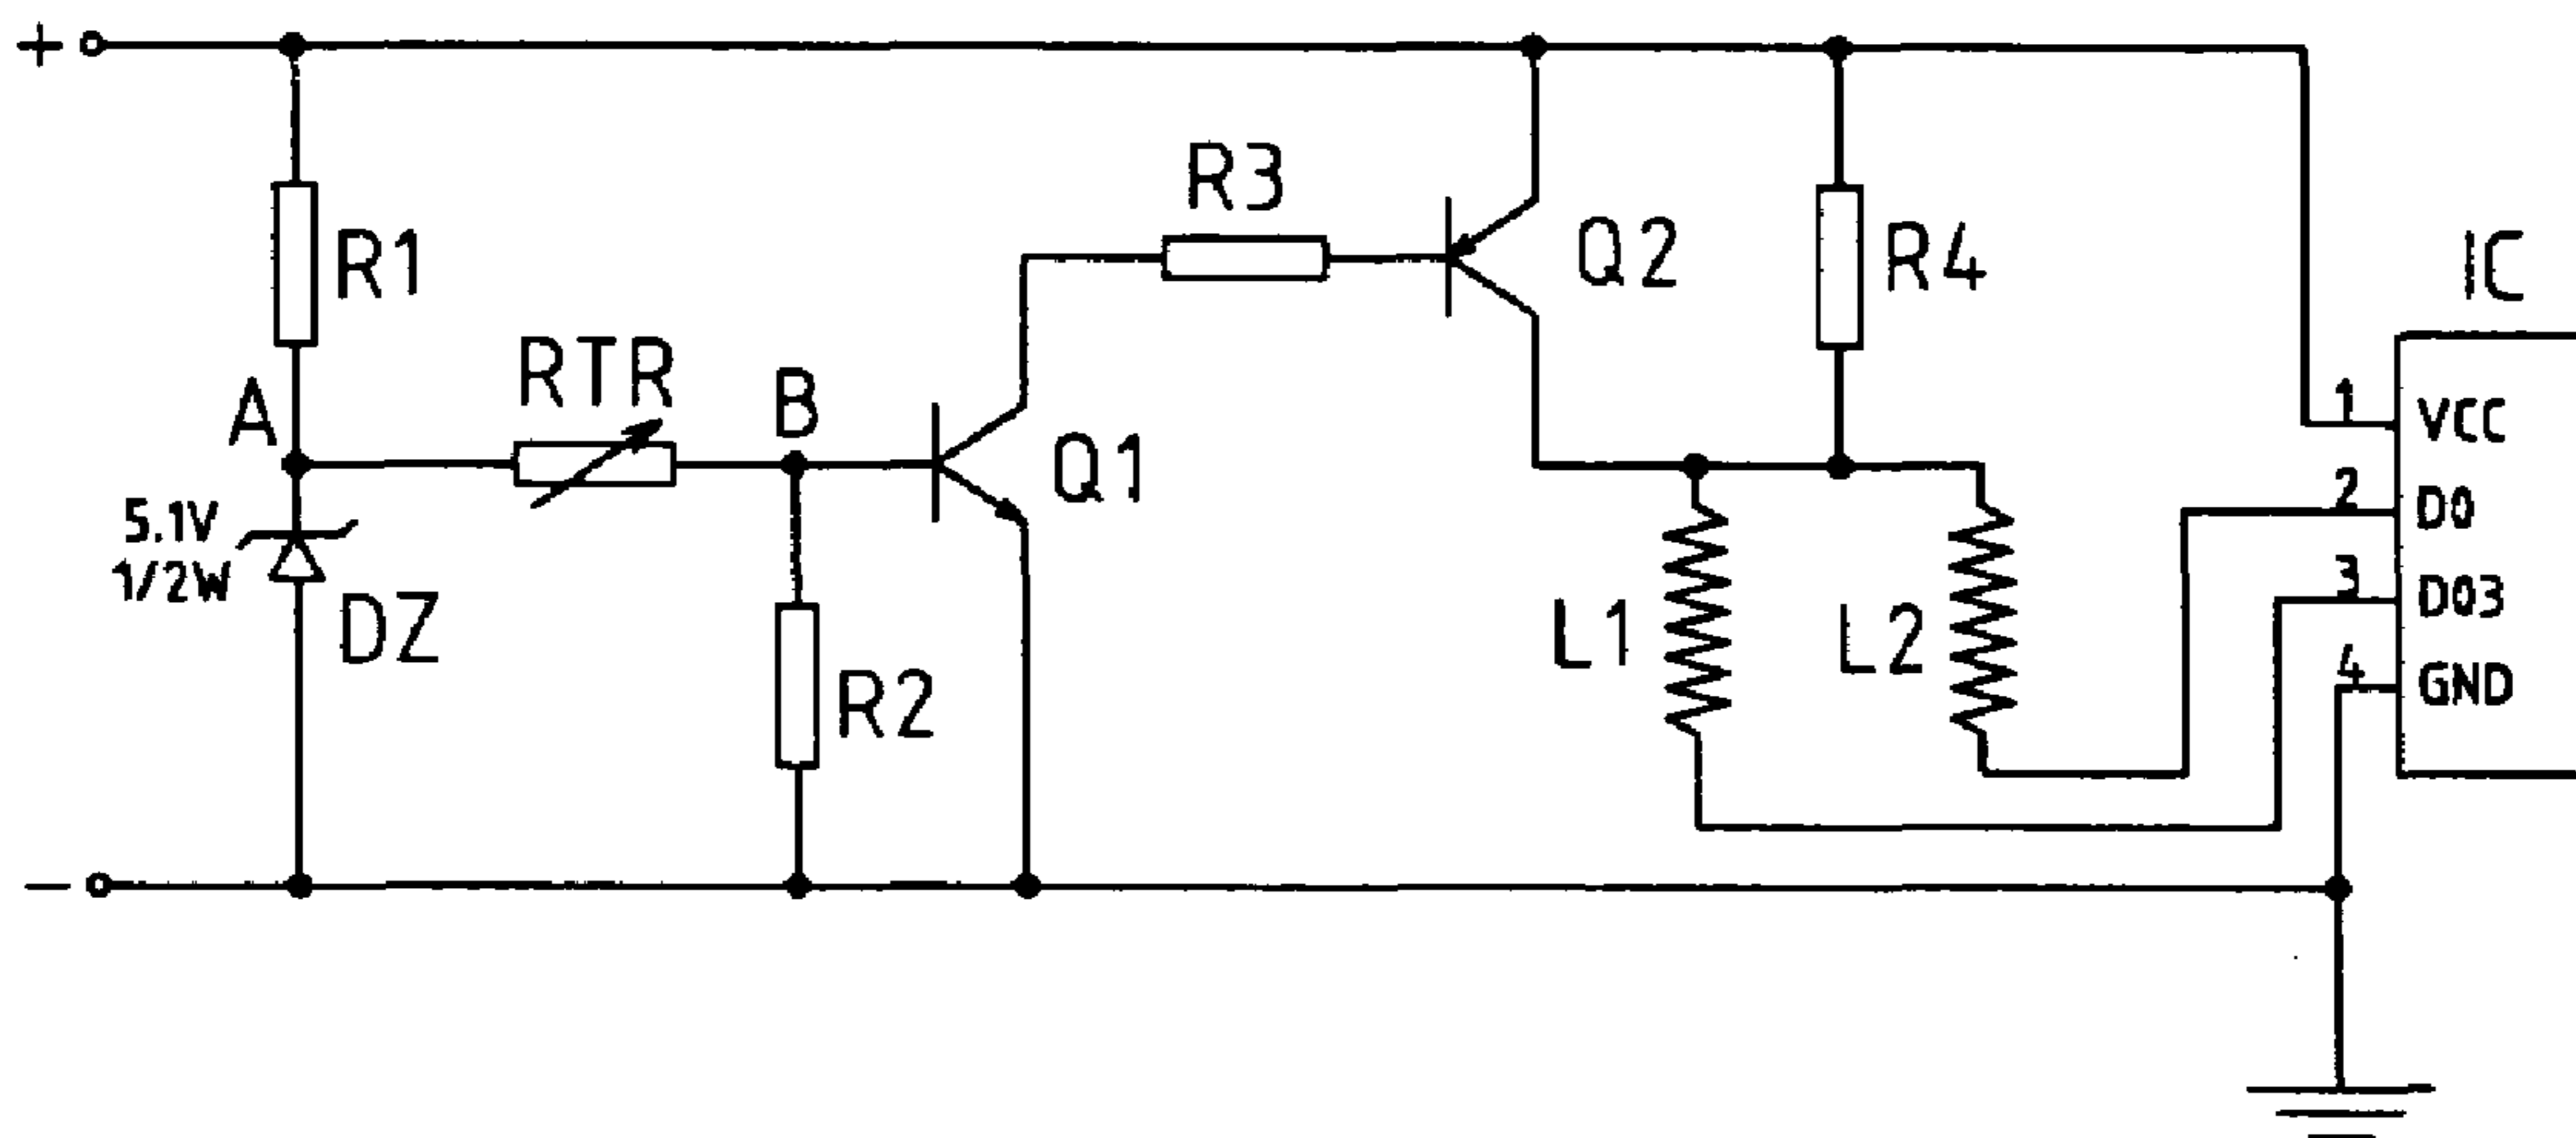 +
R3
R1
Q2
R4
IC
RTR
A
B
1
VCC
Q1
2
D0
5.1V
1/2W
3
D03
DZ
L1
L2
4
GND
R2
−